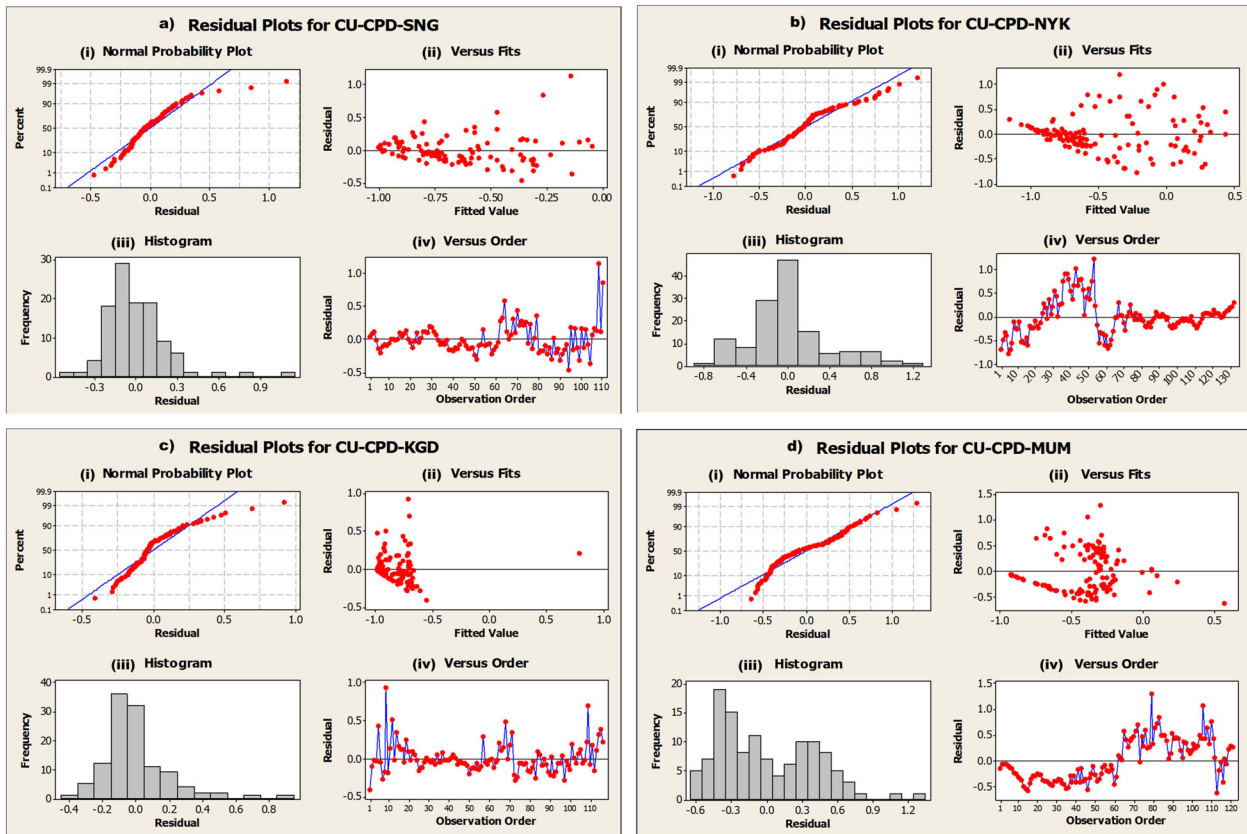 a) Residual Plots for CU-CPD-SNG
(i) Normal Probability Plot
(ii) Versus Fits
99.9
99
90
50
10
1
0.1
Percent
-0.5 0.0 0.5 1.0
Residual
1.0
0.5
0.0
-0.5
Residual
-1.00 -0.75 -0.50 -0.25 0.00
Fitted Value
(iii) Histogram
(iv) Versus Order
30
20
10
0
Frequency
-0.3 0.0 0.3 0.6 0.9
Residual
1.0
0.5
0.0
-0.5
Residual
1 10 20 30 40 50 60 70 80 90 100 110
Observation Order
b) Residual Plots for CU-CPD-NYK
(i) Normal Probability Plot
(ii) Versus Fits
99.9
99
90
50
10
1
0.1
Percent
-1.0 -0.5 0.0 0.5 1.0
Residual
1.0
0.5
0.0
-0.5
-1.0
Residual
-1.0 -0.5 0.0 0.5
Fitted Value
(iii) Histogram
(iv) Versus Order
40
30
20
10
0
Frequency
-0.8 -0.4 0.0 0.4 0.8 1.2
Residual
1.0
0.5
0.0
-0.5
-1.0
Residual
1 10 20 30 40 50 60 70 80 90 100 110 120 130
Observation Order
c) Residual Plots for CU-CPD-KGD
(i) Normal Probability Plot
(ii) Versus Fits
99.9
99
90
50
10
1
0.1
Percent
-0.5 0.0 0.5 1.0
Residual
1.0
0.5
0.0
-0.5
Residual
-1.0 -0.5 0.0 0.5 1.0
Fitted Value
(iii) Histogram
(iv) Versus Order
40
30
20
10
0
Frequency
-0.4 -0.2 0.0 0.2 0.4 0.6 0.8
Residual
1.0
0.5
0.0
-0.5
Residual
1 10 20 30 40 50 60 70 80 90 100 110
Observation Order
d) Residual Plots for CU-CPD-MUM
(i) Normal Probability Plot
(ii) Versus Fits
99.9
99
90
50
10
1
0.1
Percent
-1.0 -0.5 0.0 0.5 1.0
Residual
1.5
1.0
0.5
0.0
-0.5
Residual
-1.0 -0.5 0.0 0.5
Fitted Value
(iii) Histogram
(iv) Versus Order
20
15
10
5
0
Frequency
-0.6 -0.3 0.0 0.3 0.6 0.9 1.2
Residual
1.5
1.0
0.5
0.0
-0.5
Residual
1 10 20 30 40 50 60 70 80 90 100 110 120
Observation Order